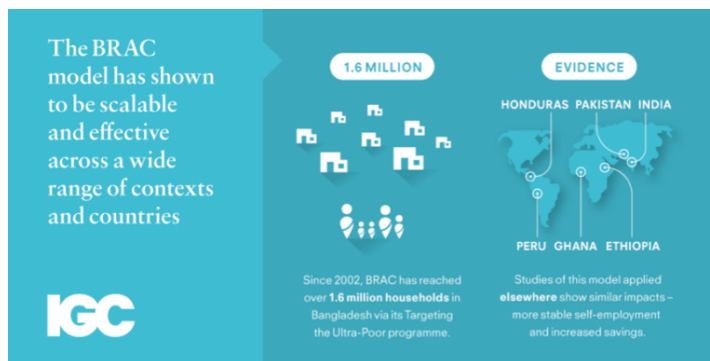 The BRAC
model has shown
to be scalable
and effective
across a wide
range of contexts
and countries
IGC
1.6 MILLION
Since 2002, BRAC has reached
over 1.6 million households in
Bangladesh via its Targeting
the Ultra-Poor programme.
EVIDENCE
HONDURAS PAKISTAN INDIA
PERU GHANA ETHIOPIA
Studies of this model applied
elsewhere show similar impacts –
more stable self-employment
and increased savings.